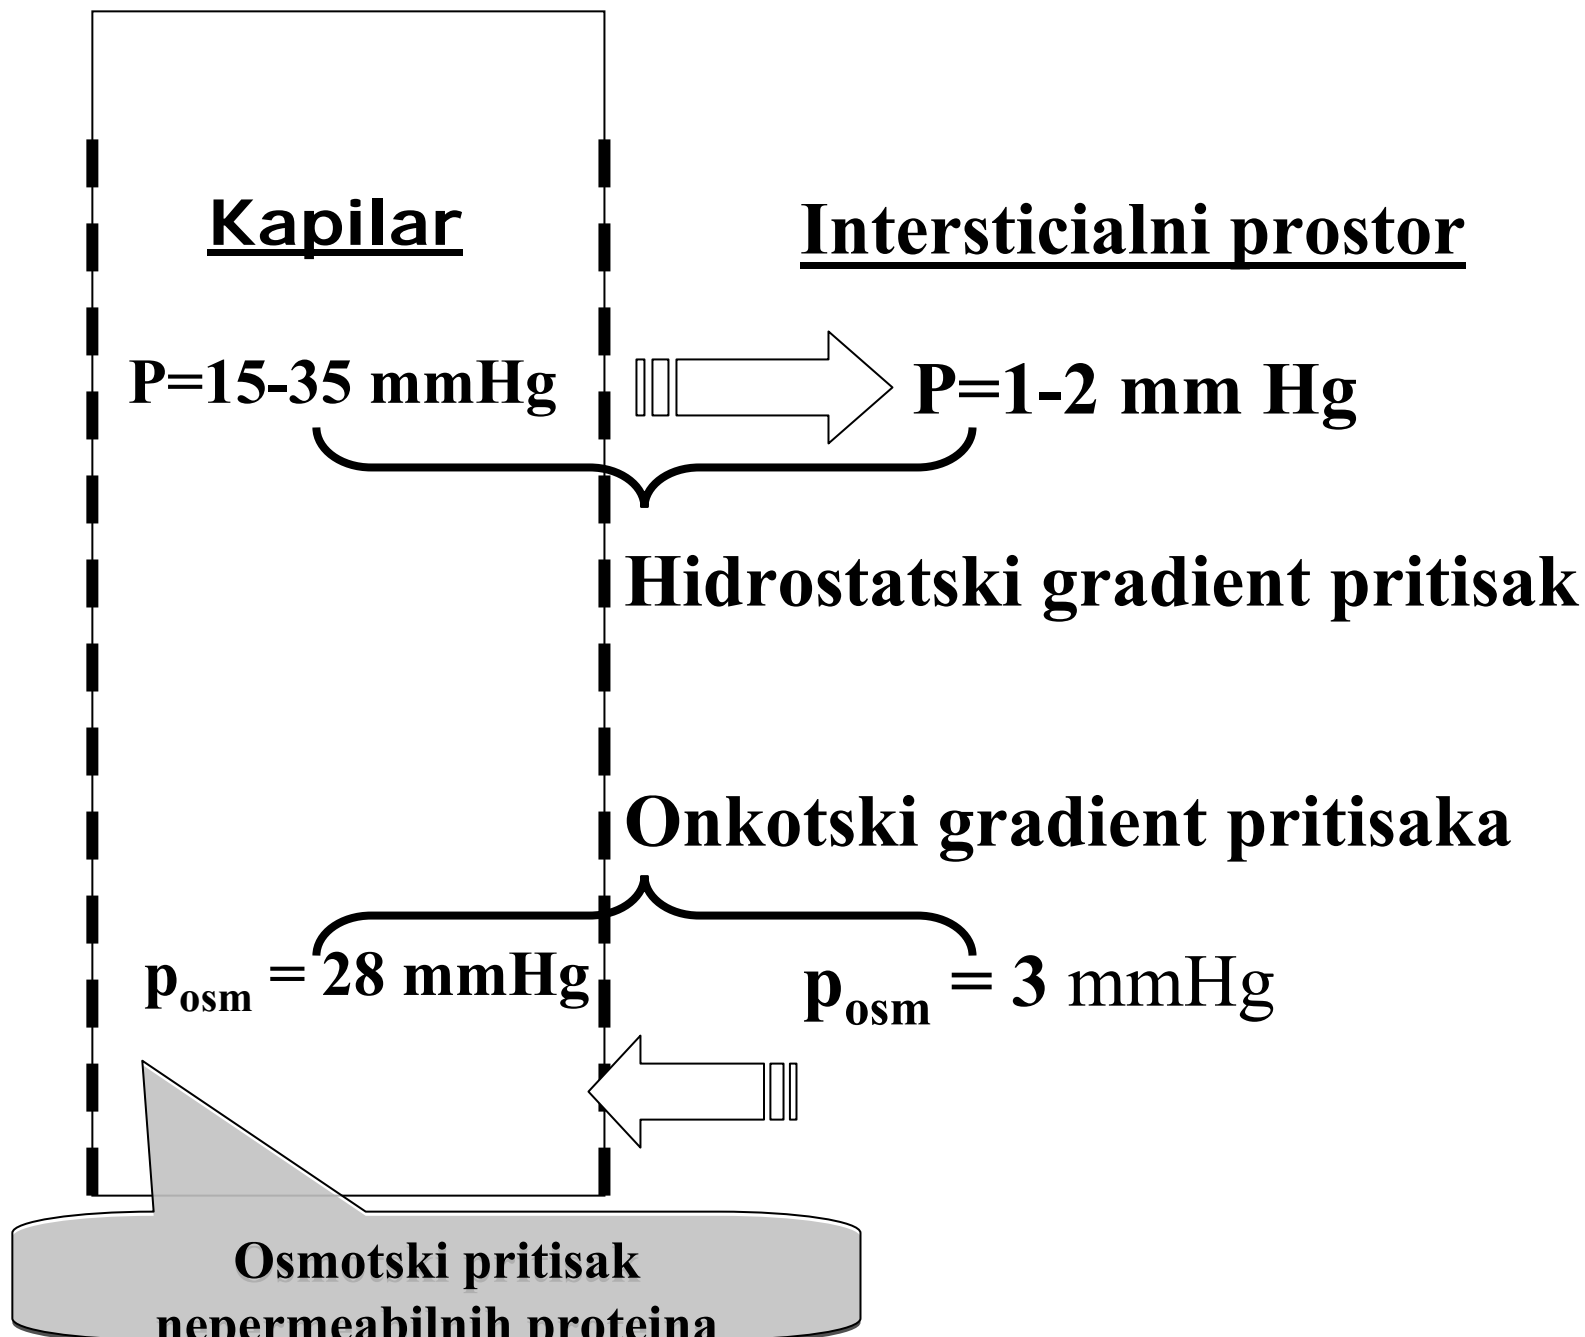 Kapilar
Intersticialni prostor
P=15-35 mmHg
P=1-2 mm Hg
Hidrostatski gradient pritisak
Onkotski gradient pritisaka
posm = 28 mmHg
posm = 3 mmHg
Osmotski pritisak
nepermeabilnih proteina